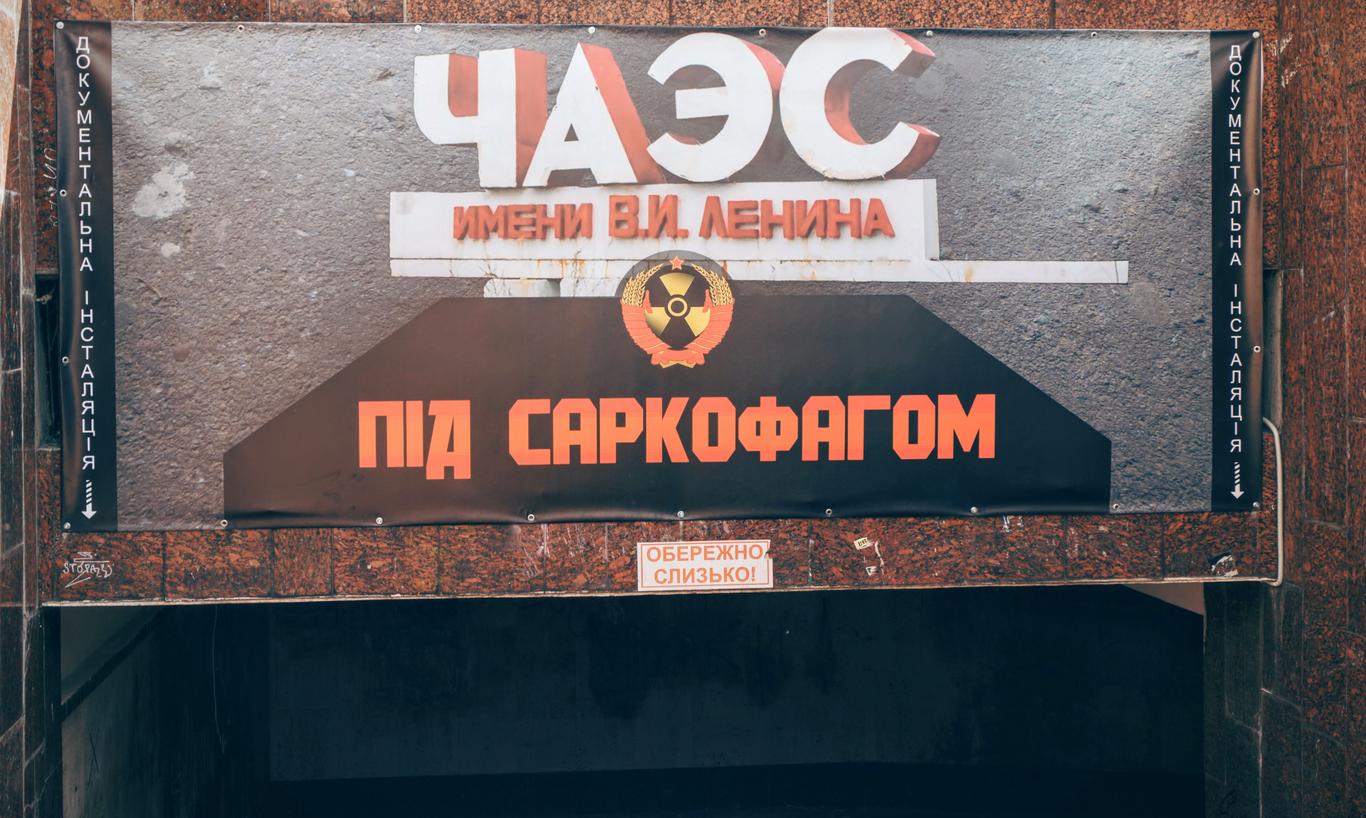 ЧАЭС
ИМЕНИ В.И. ЛЕНИНА
ПІД САРКОФАГОМ
ДОКУМЕНТАЛЬНА ІНСТАЛЯЦІЯ
ДОКУМЕНТАЛЬНА ІНСТАЛЯЦІЯ
ОБЕРЕЖНО
СЛИЗЬКО!